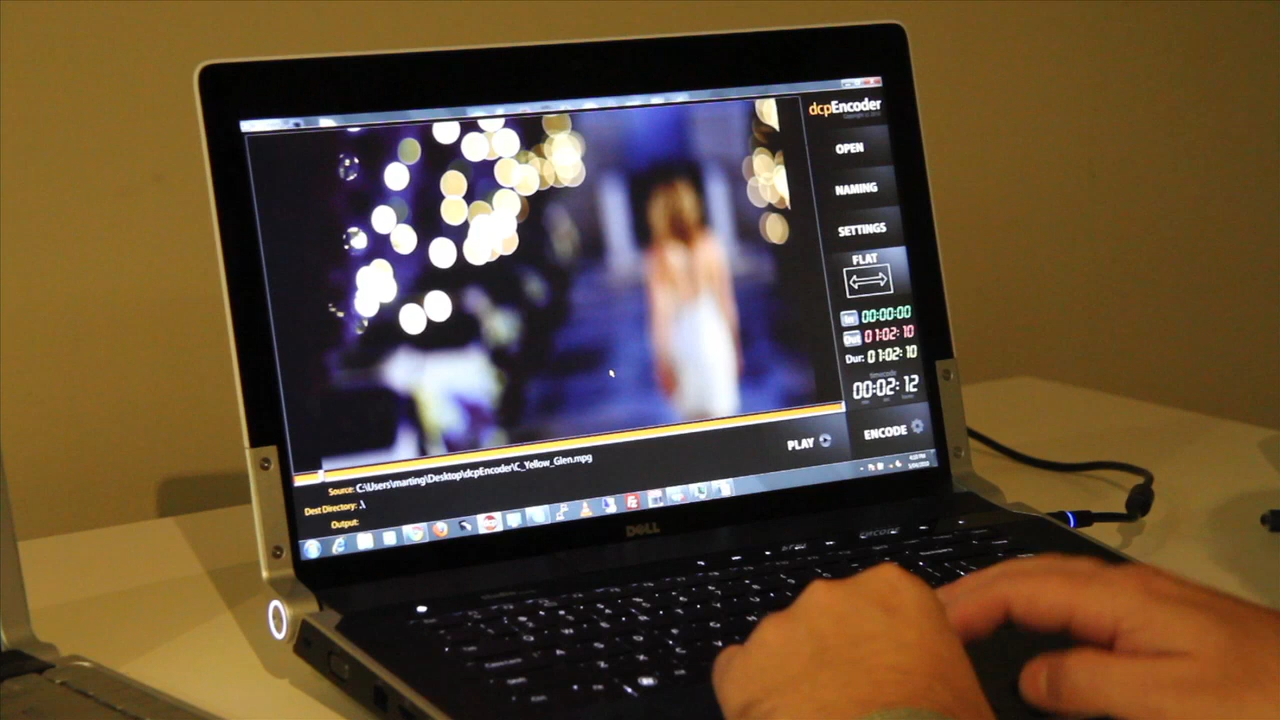 dcpEncoder
OPEN
NAMING
SETTINGS
FLAT
In 00:00:00
Out 01:02:10
Dur: 01:02:10
timecode
00:02:12
PLAY
ENCODE
Source: C:\Users\marting\Desktop\dcpEncoder\C_Yellow_Glen.mpg
Dest Directory: .\
Output:
DELL